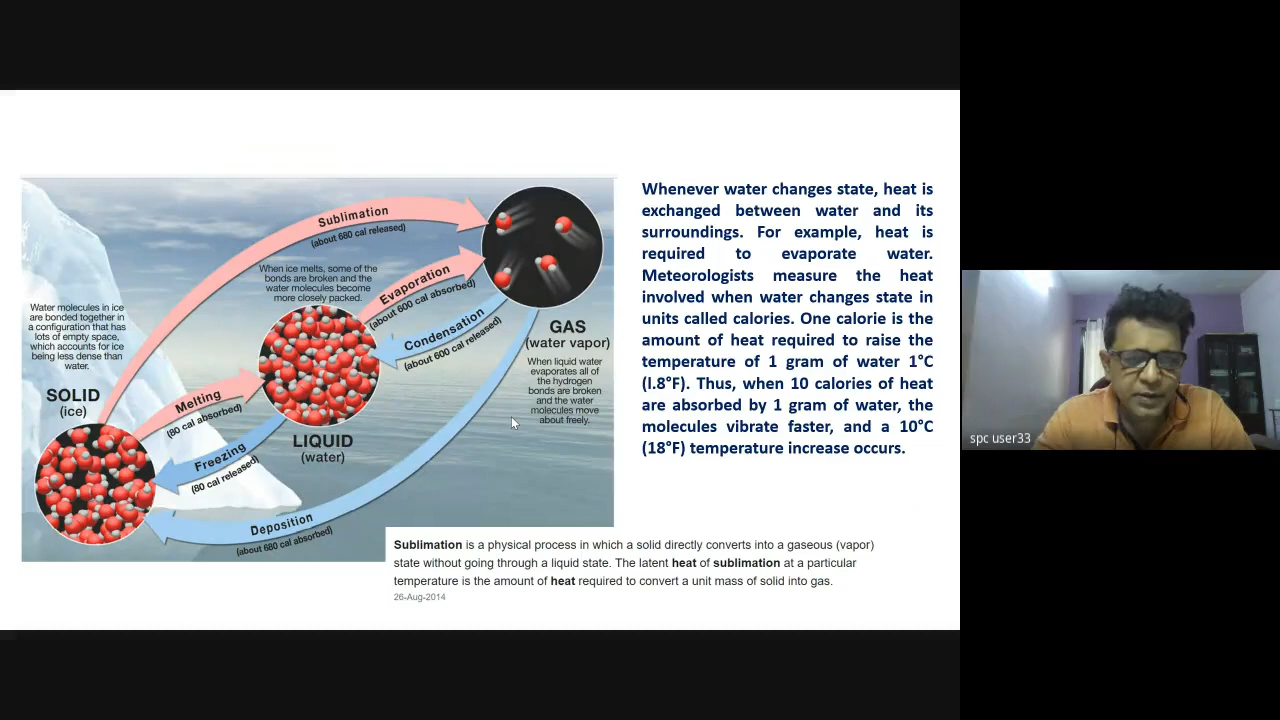 Sublimation
(about 680 cal released)
When ice melts, some of the
bonds are broken and the
water molecules become
more closely packed.
Evaporation
(about 600 cal absorbed)
Condensation
(about 600 cal released)
GAS
(water vapor)
When liquid water
evaporates all of
the hydrogen
bonds are broken
and the water
molecules move
about freely.
Water molecules in ice
are bonded together in
a configuration that has
lots of empty space,
which accounts for ice
being less dense than
water.
SOLID
(ice)
Melting
(80 cal absorbed)
LIQUID
(water)
Freezing
(80 cal released)
Deposition
(about 680 cal absorbed)
Whenever water changes state, heat is
exchanged between water and its
surroundings. For example, heat is
required to evaporate water.
Meteorologists measure the heat
involved when water changes state in
units called calories. One calorie is the
amount of heat required to raise the
temperature of 1 gram of water 1°C
(l.8°F). Thus, when 10 calories of heat
are absorbed by 1 gram of water, the
molecules vibrate faster, and a 10°C
(18°F) temperature increase occurs.
Sublimation is a physical process in which a solid directly converts into a gaseous (vapor)
state without going through a liquid state. The latent heat of sublimation at a particular
temperature is the amount of heat required to convert a unit mass of solid into gas.
26-Aug-2014
spc user33